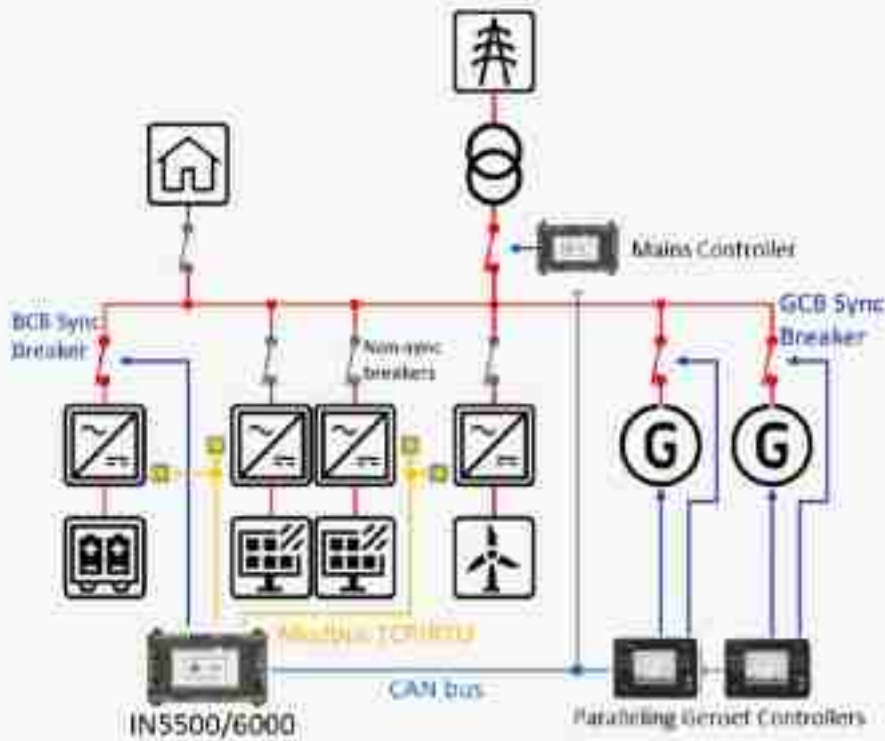 Mains Controller
BCB Sync
Breaker
GCB Sync
Breaker
Non-sync
breakers
G
G
Modbus TCP/RTU
CAN bus
IN5500/6000
Paralleling Genset Controllers